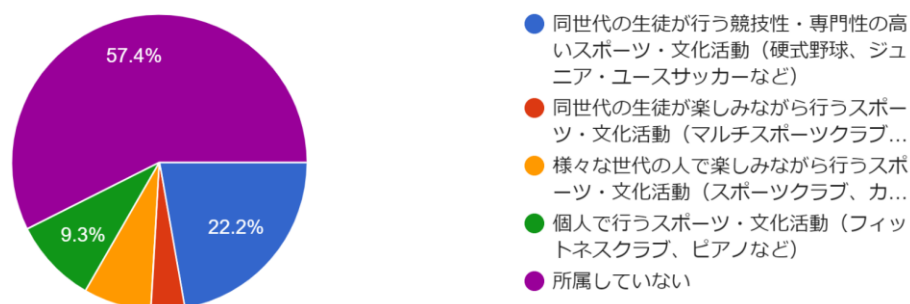 57.4%
9.3%
22.2%
同世代の生徒が行う競技性・専門性の高
いスポーツ・文化活動（硬式野球、ジュ
ニア・ユースサッカーなど）
同世代の生徒が楽しみながら行うスポー
ツ・文化活動（マルチスポーツクラブ...
様々な世代の人で楽しみながら行うスポ
ーツ・文化活動（スポーツクラブ、カ...
個人で行うスポーツ・文化活動（フィッ
トネスクラブ、ピアノなど）
所属していない